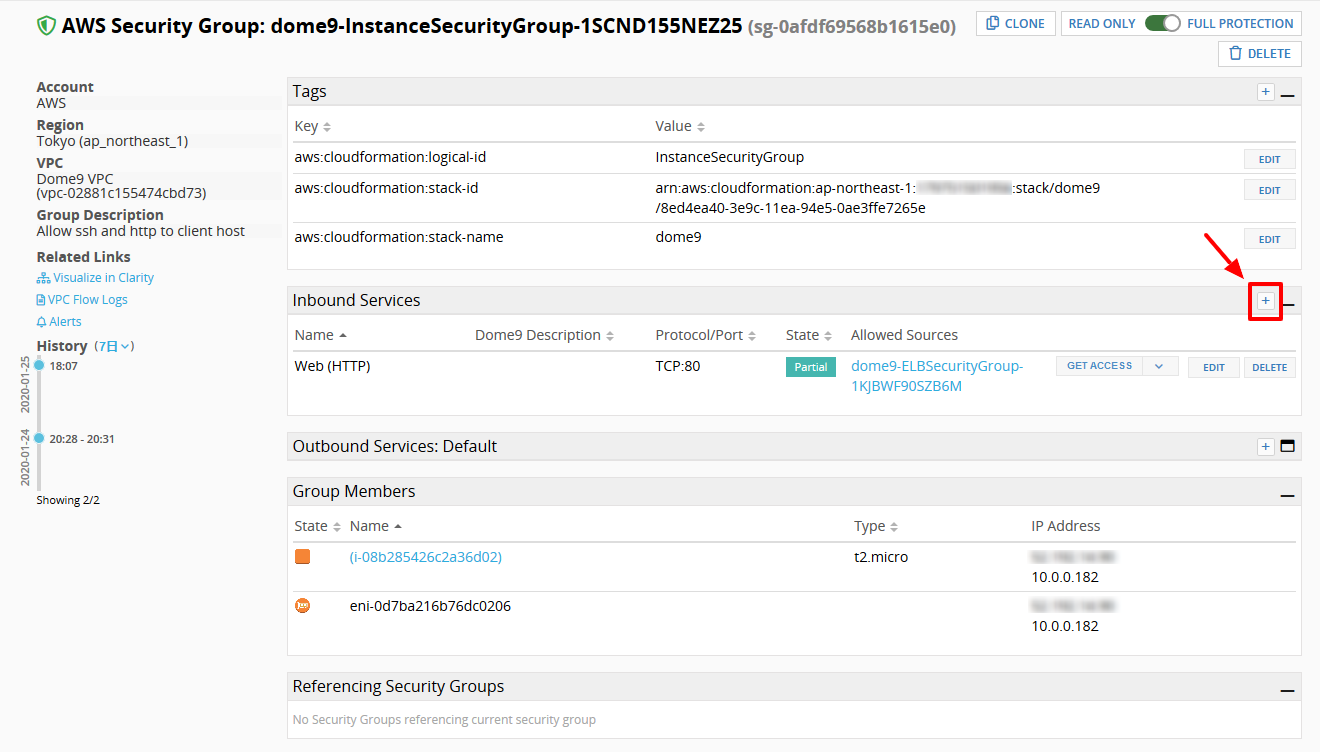 AWS Security Group: dome9-InstanceSecurityGroup-1SCND155NEZ25 (sg-0afdf69568b1615e0)
CLONE
READ ONLY FULL PROTECTION
DELETE
Account
AWS
Region
Tokyo (ap_northeast_1)
VPC
Dome9 VPC
(vpc-02881c155474cbd73)
Group Description
Allow ssh and http to client host
Related Links
Visualize in Clarity
VPC Flow Logs
Alerts
History (7日)
2020-01-25
18:07
2020-01-24
20:28 - 20:31
Showing 2/2
Tags
Key Value
aws:cloudformation:logical-id InstanceSecurityGroup EDIT
aws:cloudformation:stack-id arn:aws:cloudformation:ap-northeast-1: :stack/dome9 EDIT
/8ed4ea40-3e9c-11ea-94e5-0ae3ffe7265e
aws:cloudformation:stack-name dome9 EDIT
Inbound Services +
Name Dome9 Description Protocol/Port State Allowed Sources
Web (HTTP) TCP:80 Partial dome9-ELBSecurityGroup- GET ACCESS EDIT DELETE
1KJBWF90SZB6M
Outbound Services: Default +
Group Members
State Name Type IP Address
(i-08b285426c2a36d02) t2.micro
10.0.0.182
eni-0d7ba216b76dc0206
10.0.0.182
Referencing Security Groups
No Security Groups referencing current security group